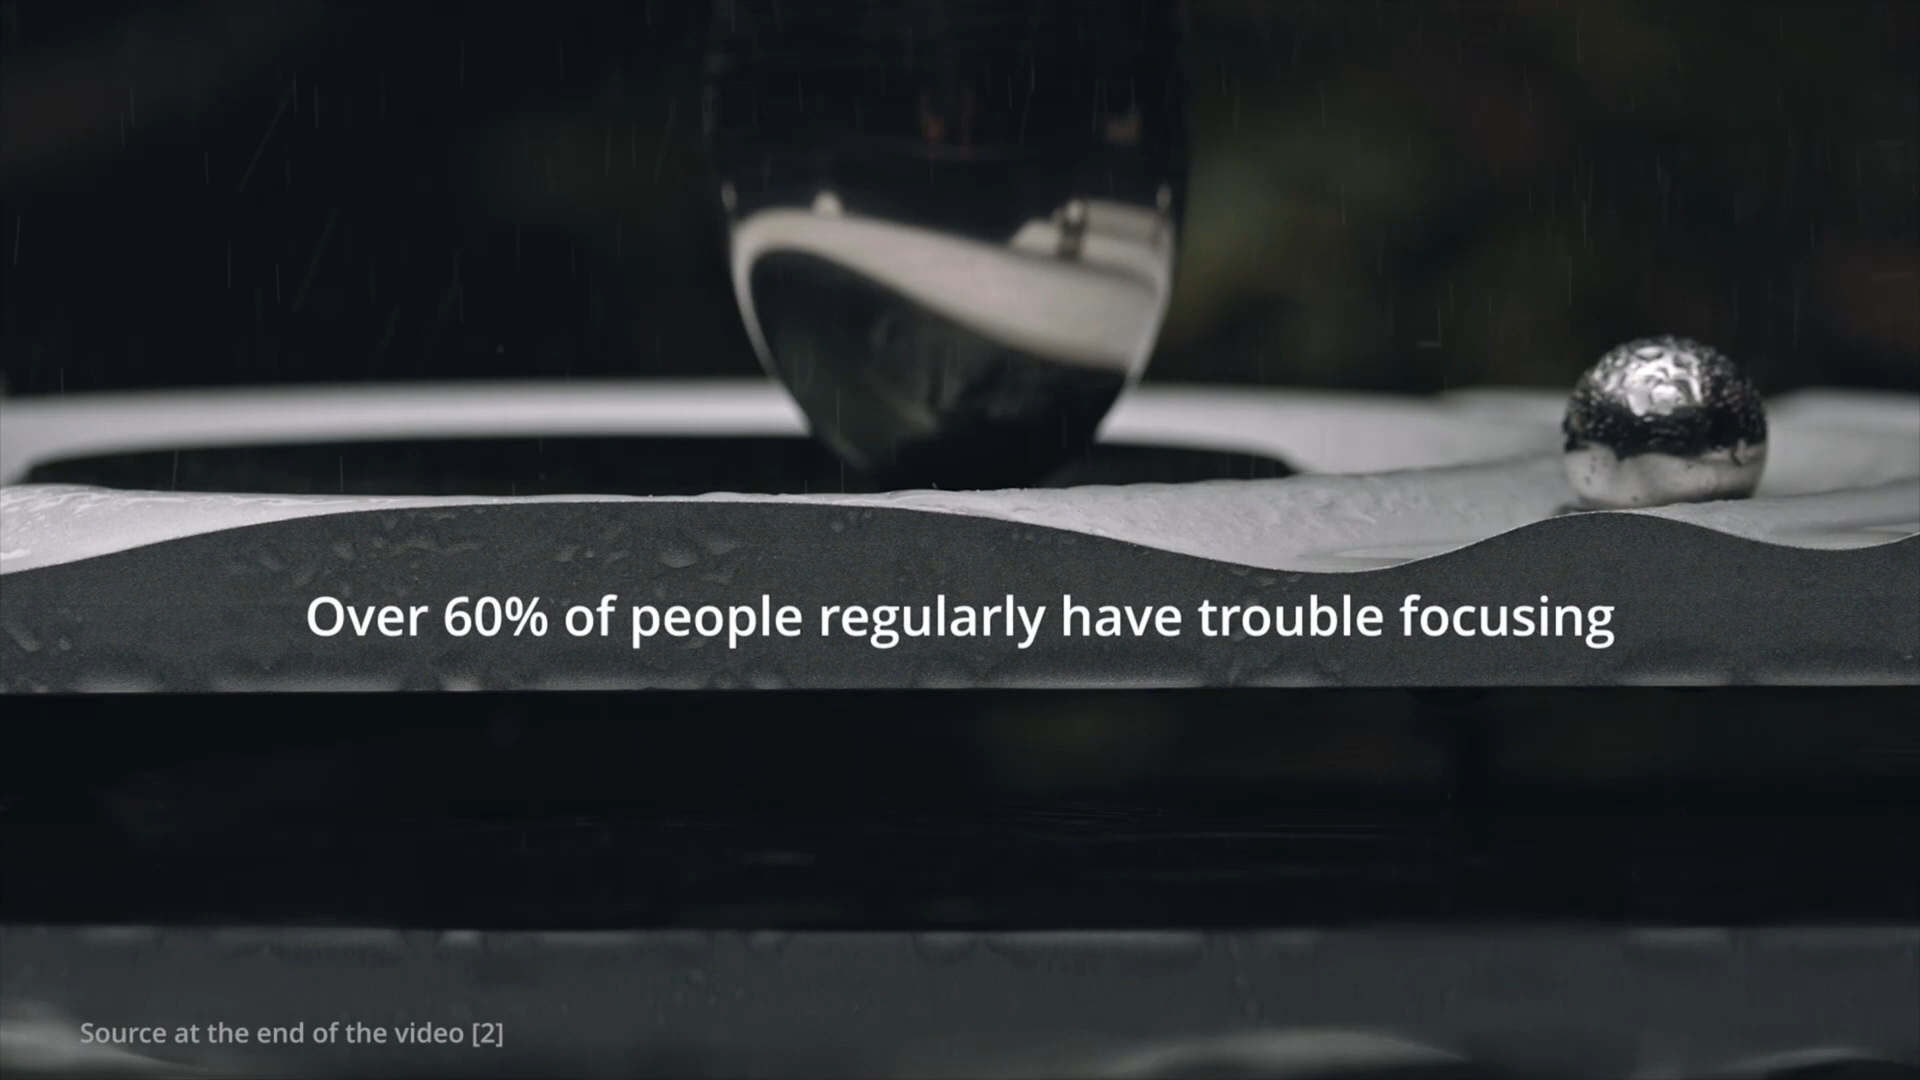 Over 60% of people regularly have trouble focusing
Source at the end of the video [2]